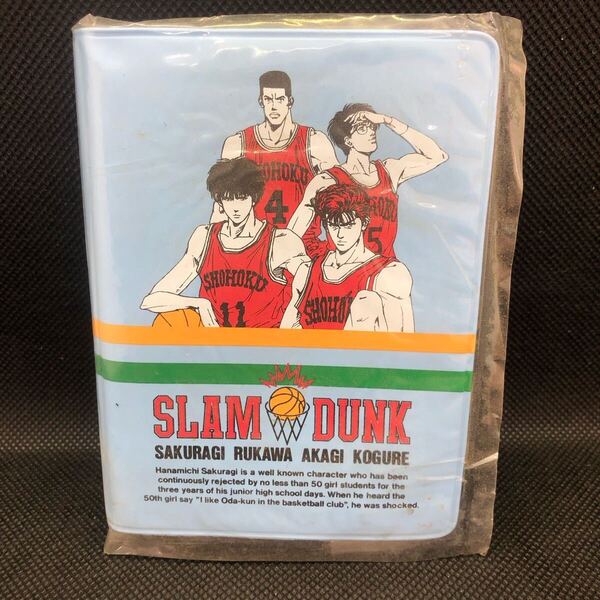 SHOHOKU
4
SHOHOKU
5
SHOHOKU
11
SHOHO
SLAM DUNK
SAKURAGI RUKAWA AKAGI KOGURE
Hanamichi Sakuragi is a well known character who has been
continuously rejected by no less than 50 girl students for the
three years of his junior high school days. When he heard the
50th girl say "I like Oda-kun in the basketball club", he was shocked.